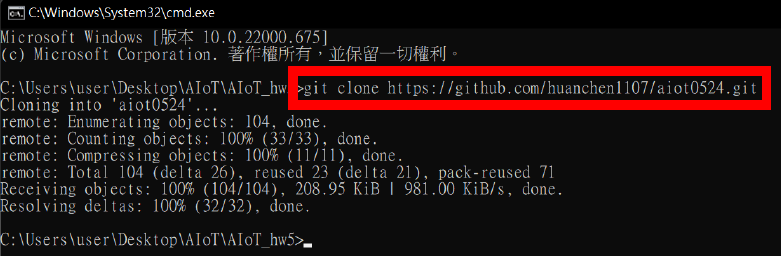 C:\Windows\System32\cmd.exe
Microsoft Windows [版本 10.0.22000.675]
(c) Microsoft Corporation. 著作權所有，並保留一切權利。
C:\Users\user\Desktop\AIoT\AIoT_hw5>git clone https://github.com/huanchen1107/aiot0524.git
Cloning into 'aiot0524'...
remote: Enumerating objects: 104, done.
remote: Counting objects: 100% (33/33), done.
remote: Compressing objects: 100% (11/11), done.
remote: Total 104 (delta 26), reused 23 (delta 21), pack-reused 71
Receiving objects: 100% (104/104), 208.95 KiB | 981.00 KiB/s, done.
Resolving deltas: 100% (32/32), done.
C:\Users\user\Desktop\AIoT\AIoT_hw5>